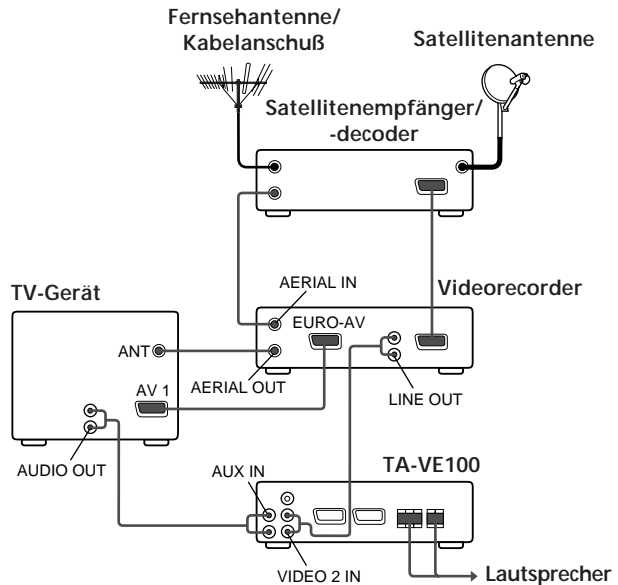 Fernsehantenne/
Kabelanschuß
Satellitenantenne
Satellitenempfänger/
-decoder
AERIAL IN
Videorecorder
TV-Gerät
EURO-AV
ANT
AERIAL OUT
LINE OUT
AV 1
AUDIO OUT
AUX IN
TA-VE100
VIDEO 2 IN
Lautsprecher